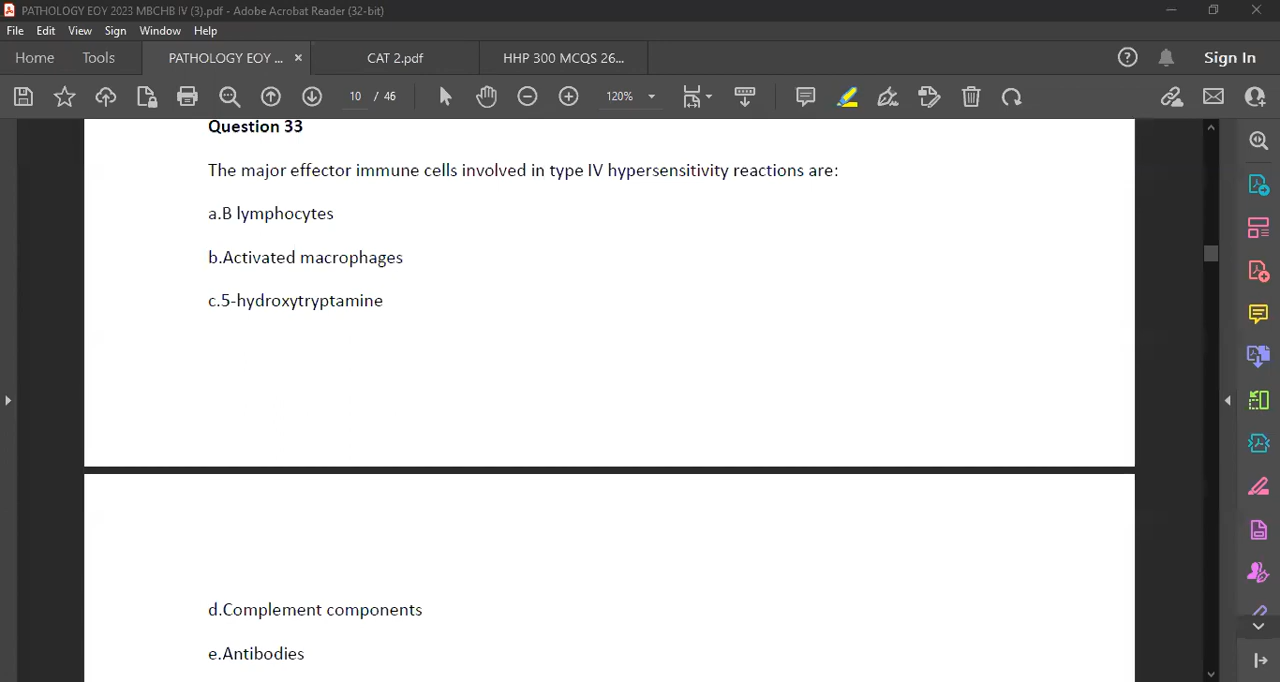 PATHOLOGY EOY 2023 MBCHB IV (3).pdf - Adobe Acrobat Reader (32-bit)
File Edit View Sign Window Help
Home Tools PATHOLOGY EOY ... × CAT 2.pdf HHP 300 MCQS 26... Sign In
10 / 46 120%
Question 33
The major effector immune cells involved in type IV hypersensitivity reactions are:
a.B lymphocytes
b.Activated macrophages
c.5-hydroxytryptamine
d.Complement components
e.Antibodies